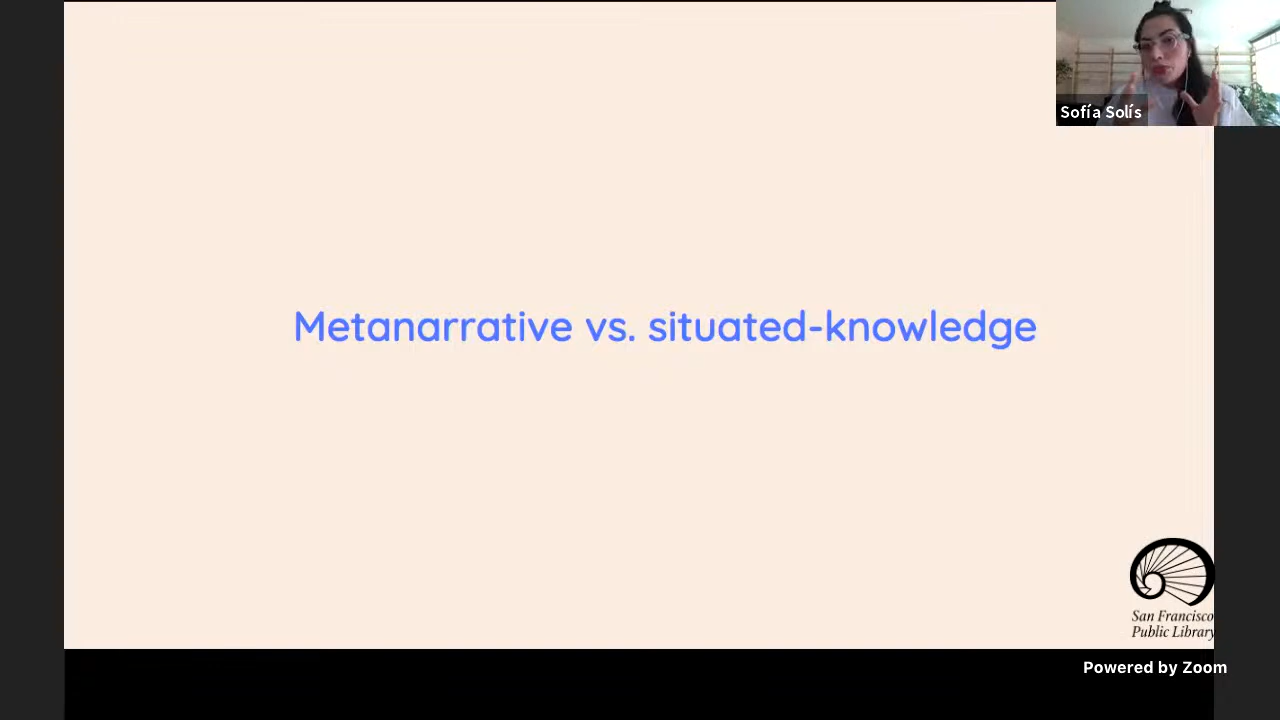 Sofía Solís
Metanarrative vs. situated-knowledge
San Francisco
Public Library
Powered by Zoom